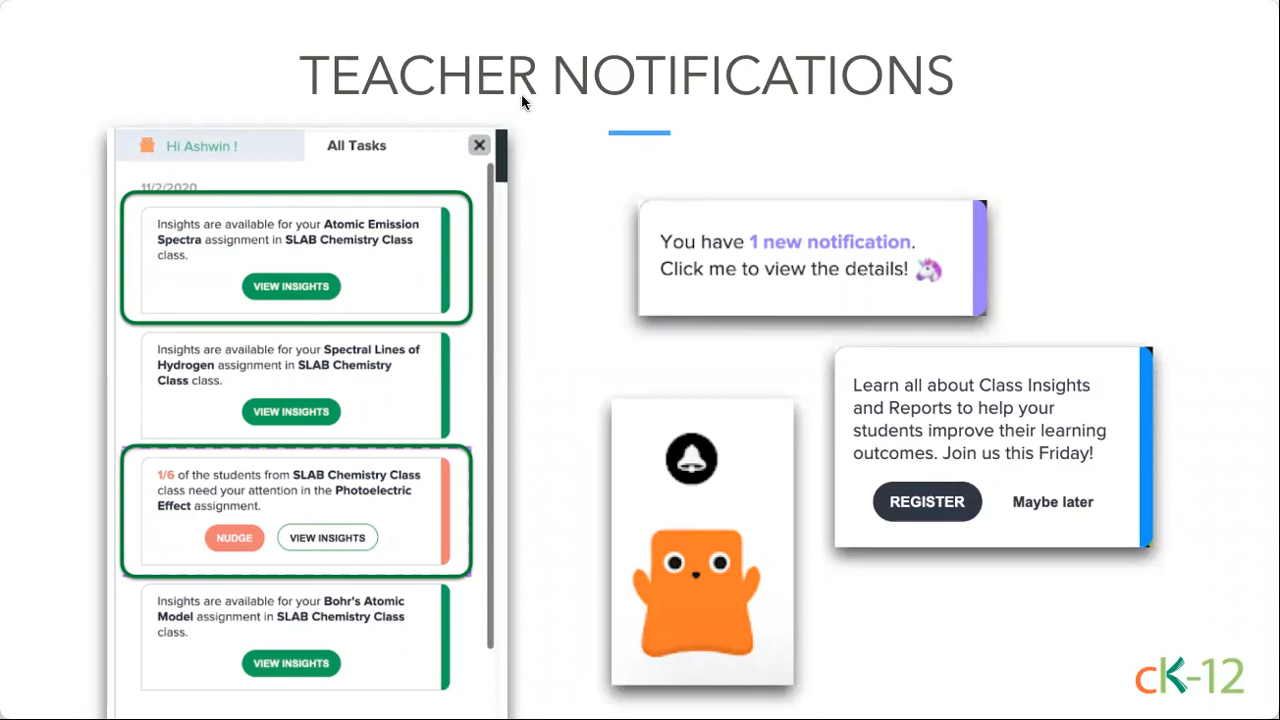 TEACHER NOTIFICATIONS
Hi Ashwin !
All Tasks
11/2/2020
Insights are available for your Atomic Emission
Spectra assignment in SLAB Chemistry Class
class.
VIEW INSIGHTS
Insights are available for your Spectral Lines of
Hydrogen assignment in SLAB Chemistry
Class class.
VIEW INSIGHTS
1/6 of the students from SLAB Chemistry Class
class need your attention in the Photoelectric
Effect assignment.
NUDGE
VIEW INSIGHTS
Insights are available for your Bohr's Atomic
Model assignment in SLAB Chemistry Class
class.
VIEW INSIGHTS
You have 1 new notification.
Click me to view the details!
Learn all about Class Insights
and Reports to help your
students improve their learning
outcomes. Join us this Friday!
REGISTER
Maybe later
cK-12